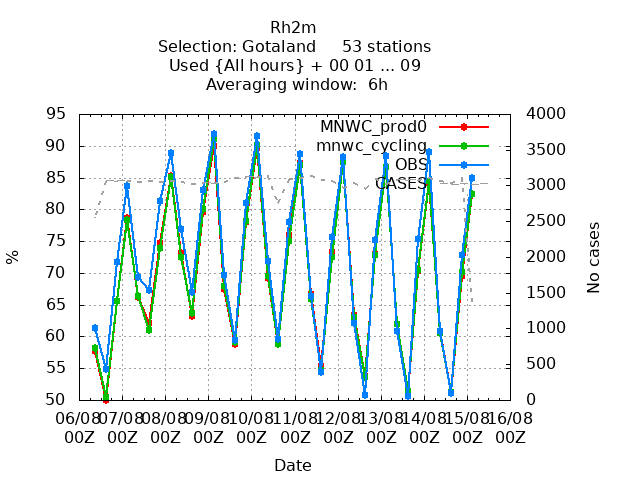 Rh2m
Selection: Gotaland 53 stations
Used {All hours} + 00 01 ... 09
Averaging window: 6h
95 4000
MNWC_prod0
90 3500
mnwc_cycling
OBS
85 3000
CASES
80 2500
75 2000
%
No cases
70 1500
65 1000
60
55 500
50 0
06/08 07/08 08/08 09/08 10/08 11/08 12/08 13/08 14/08 15/08 16/08
00Z 00Z 00Z 00Z 00Z 00Z 00Z 00Z 00Z 00Z 00Z
Date